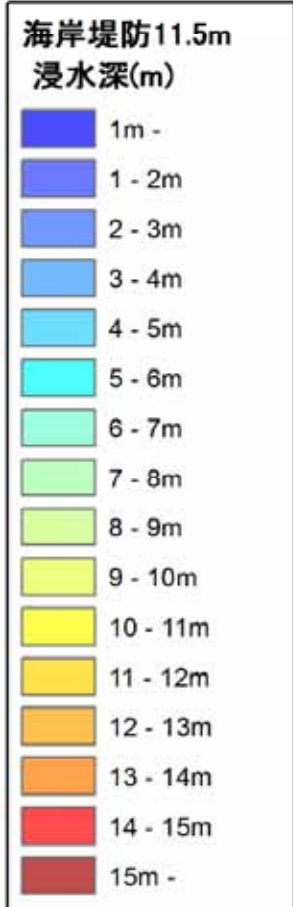 海岸堤防11.5m
浸水深(m)
1m -
1 - 2m
2 - 3m
3 - 4m
4 - 5m
5 - 6m
6 - 7m
7 - 8m
8 - 9m
9 - 10m
10 - 11m
11 - 12m
12 - 13m
13 - 14m
14 - 15m
15m -